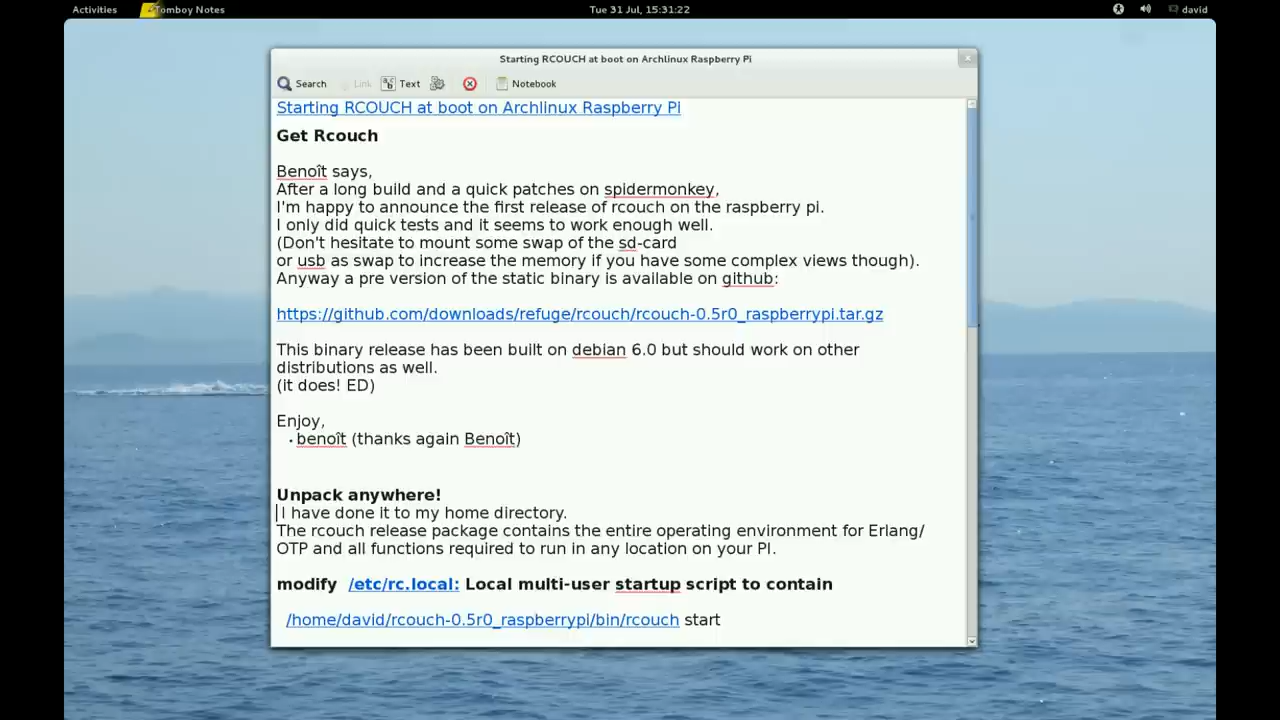 Activities Tomboy Notes Tue 31 Jul, 15:31:22 david
Starting RCOUCH at boot on Archlinux Raspberry Pi
Search Link Text Notebook
Starting RCOUCH at boot on Archlinux Raspberry Pi
Get Rcouch
Benoît says,
After a long build and a quick patches on spidermonkey,
I'm happy to announce the first release of rcouch on the raspberry pi.
I only did quick tests and it seems to work enough well.
(Don't hesitate to mount some swap of the sd-card
or usb as swap to increase the memory if you have some complex views though).
Anyway a pre version of the static binary is available on github:
https://github.com/downloads/refuge/rcouch/rcouch-0.5r0_raspberrypi.tar.gz
This binary release has been built on debian 6.0 but should work on other
distributions as well.
(it does! ED)
Enjoy,
• benoît (thanks again Benoît)
Unpack anywhere!
I have done it to my home directory.
The rcouch release package contains the entire operating environment for Erlang/
OTP and all functions required to run in any location on your PI.
modify /etc/rc.local: Local multi-user startup script to contain
/home/david/rcouch-0.5r0_raspberrypi/bin/rcouch start